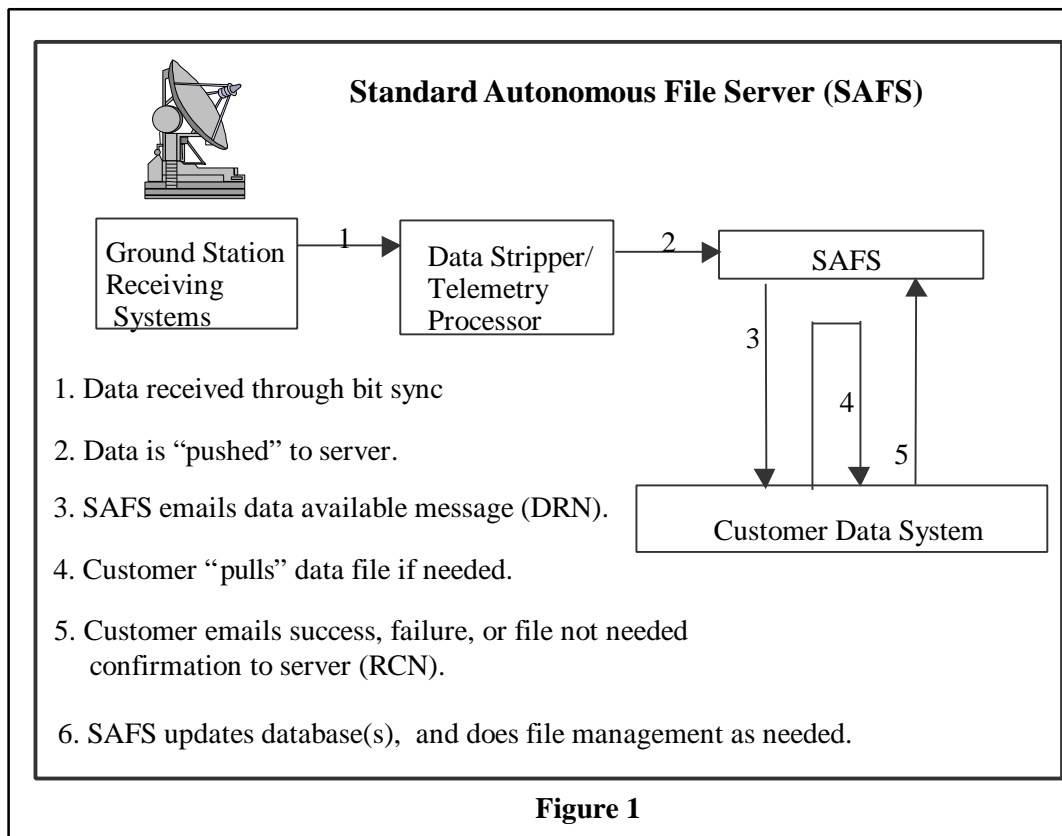 Standard Autonomous File Server (SAFS)
Ground Station
Receiving
Systems
1
Data Stripper/
Telemetry
Processor
2
SAFS
3
4
5
Customer Data System
1. Data received through bit sync
2. Data is “pushed” to server.
3. SAFS emails data available message (DRN).
4. Customer “pulls” data file if needed.
5. Customer emails success, failure, or file not needed
confirmation to server (RCN).
6. SAFS updates database(s), and does file management as needed.
Figure 1